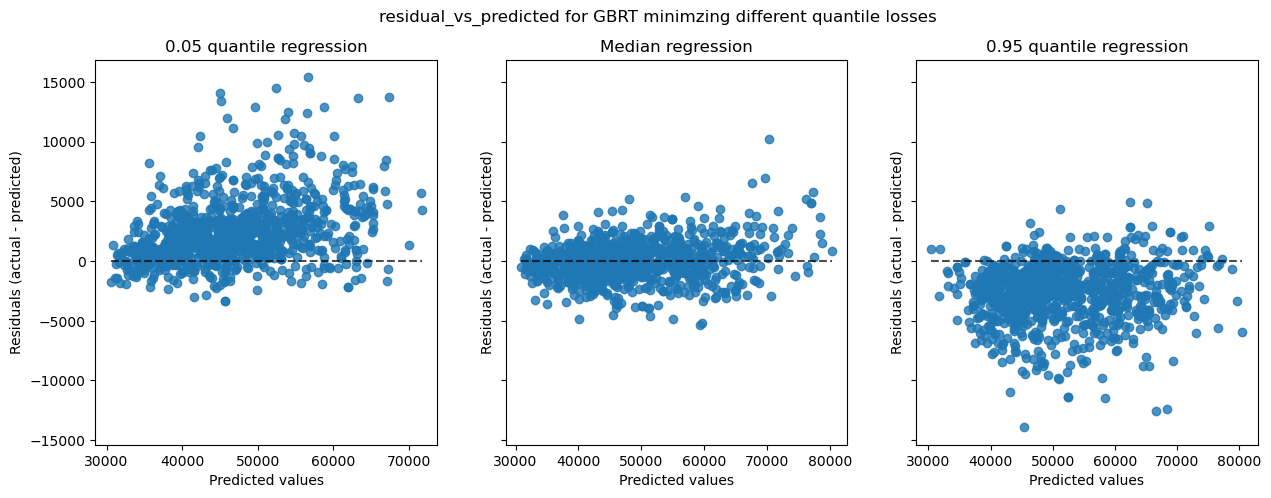 residual_vs_predicted for GBRT minimzing different quantile losses
0.05 quantile regression
Median regression
0.95 quantile regression
Residuals (actual - predicted)
15000
10000
5000
0
−5000
−10000
−15000
30000 40000 50000 60000 70000
Predicted values
Residuals (actual - predicted)
30000 40000 50000 60000 70000 80000
Predicted values
Residuals (actual - predicted)
30000 40000 50000 60000 70000 80000
Predicted values